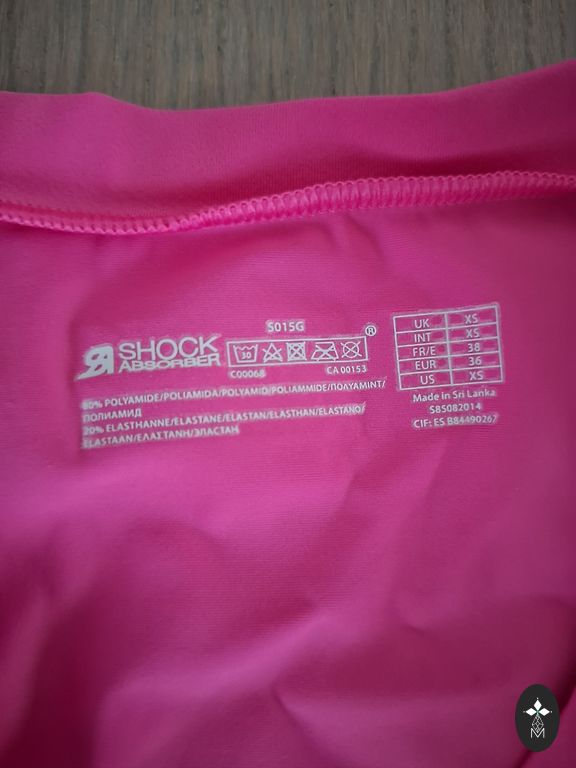 S015G
SHOCK
ABSORBER
®
30
C00068 CA 00153
80% POLYAMIDE/POLIAMIDA/POLYAMID/POLIAMMIDE/ΠΟΛΥΑΜΙΝΤ/
ПОЛИАМИД
20% ELASTHANNE/ELASTANE/ELASTAN/ELASTHAN/ELASTANO/
ELASTAAN/ΕΛΑΣΤΑΝΗ/ЭЛАСТАН
UK XS
INT XS
FR/E 38
EUR 36
US XS
Made in Sri Lanka
S85082014
CIF: ES B84490267
M